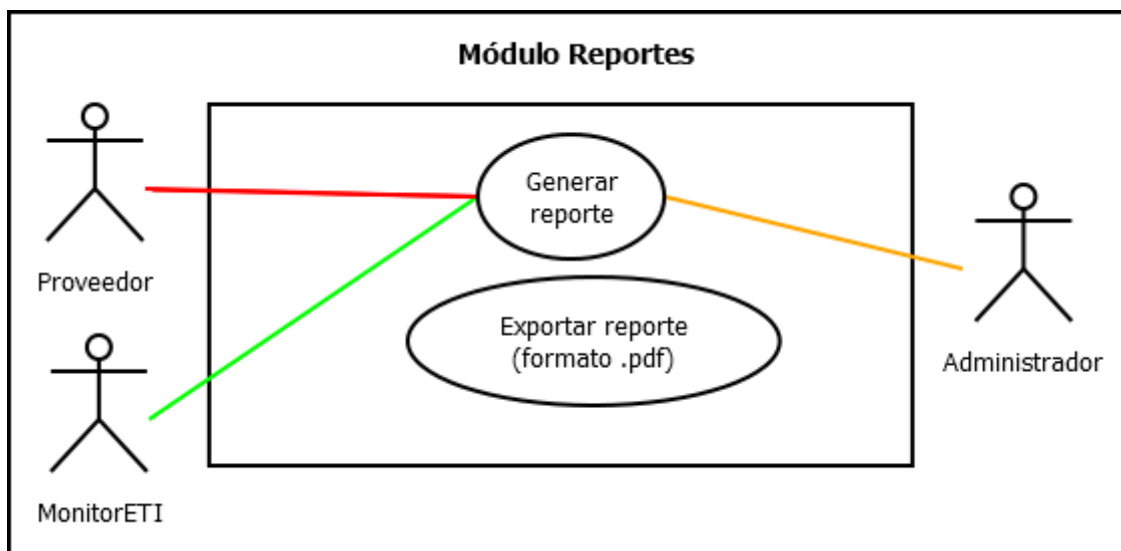 Módulo Reportes
Generar
reporte
Proveedor
Exportar reporte
(formato .pdf)
Administrador
MonitorETI